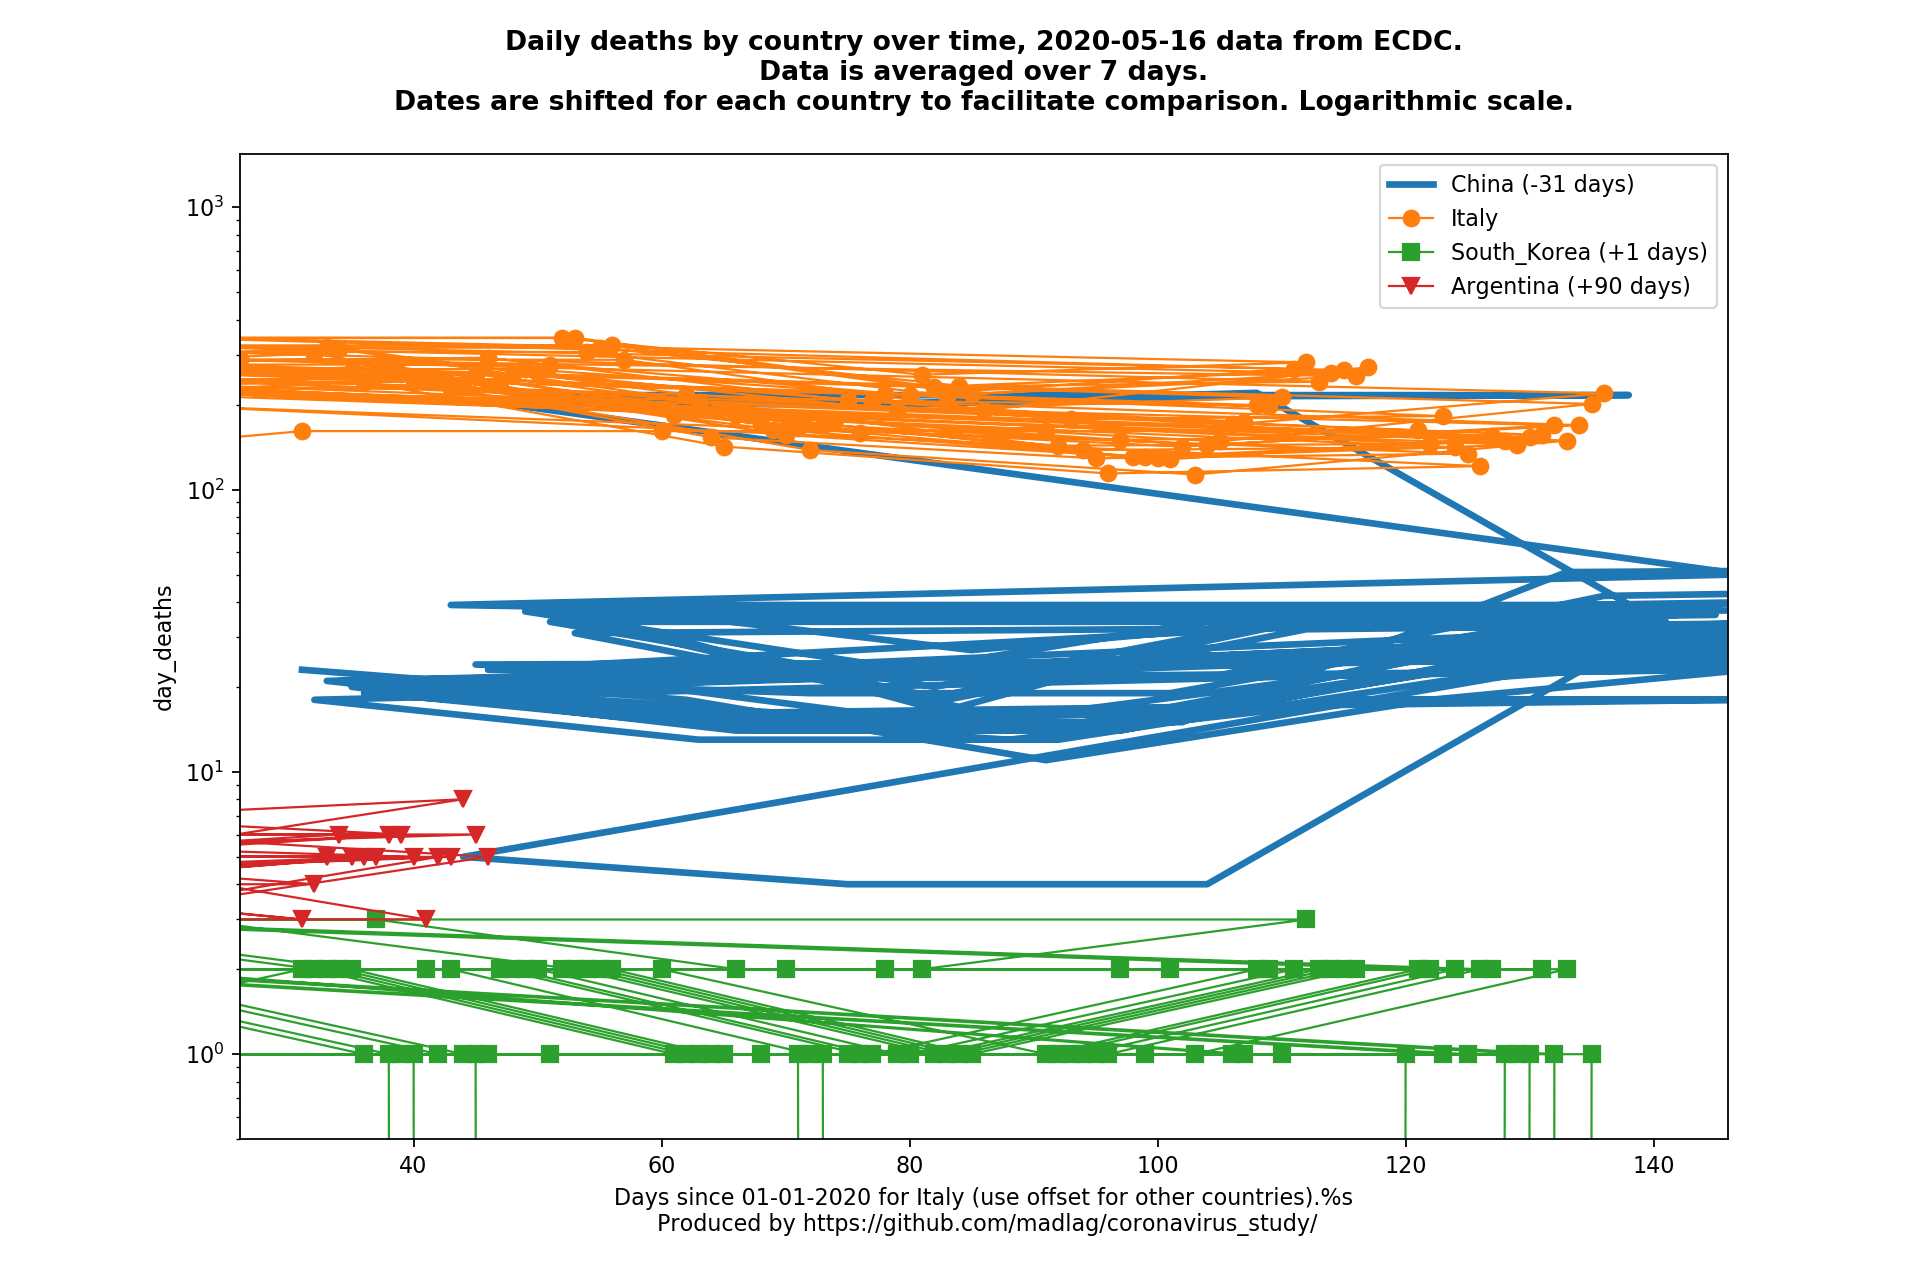 Daily deaths by country over time, 2020-05-16 data from ECDC.
Data is averaged over 7 days.
Dates are shifted for each country to facilitate comparison. Logarithmic scale.
China (-31 days)
Italy
South_Korea (+1 days)
Argentina (+90 days)
day_deaths
10³
10²
10¹
10⁰
40 60 80 100 120 140
Days since 01-01-2020 for Italy (use offset for other countries).%s
Produced by https://github.com/madlag/coronavirus_study/